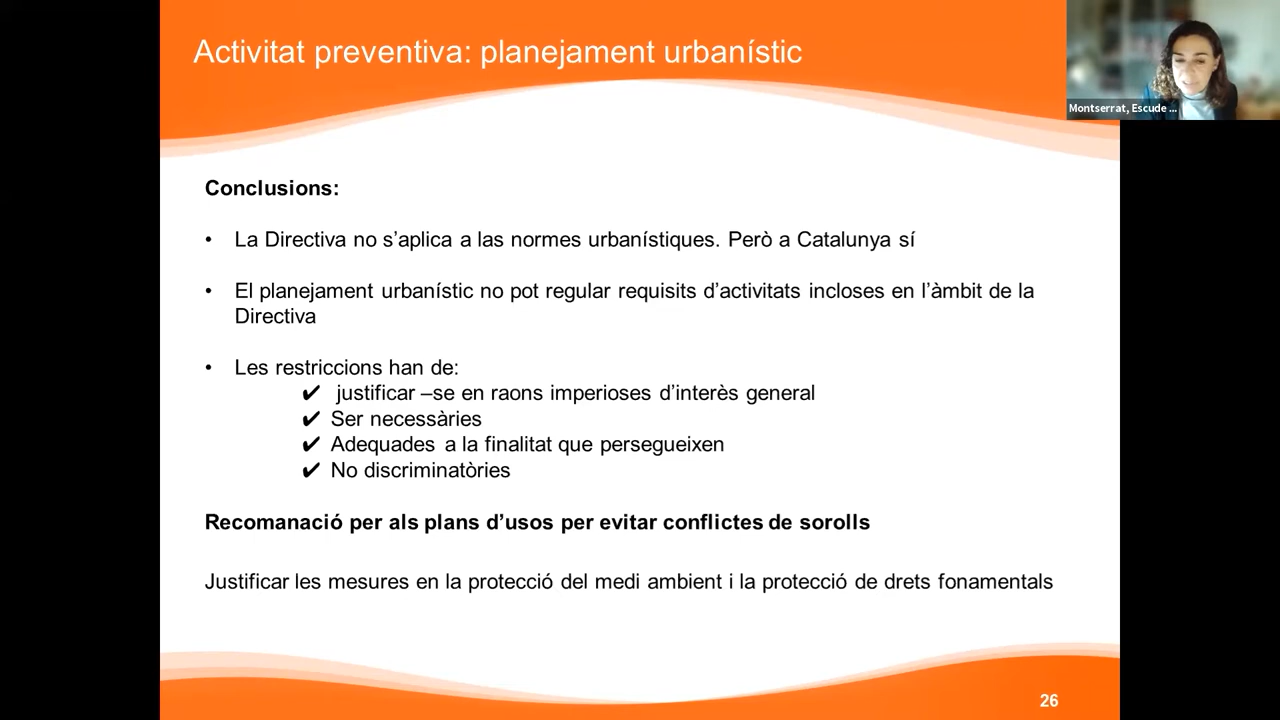 Activitat preventiva: planejament urbanístic
Montserrat, Escude ...
Conclusions:
• La Directiva no s’aplica a las normes urbanístiques. Però a Catalunya sí
• El planejament urbanístic no pot regular requisits d’activitats incloses en l’àmbit de la
Directiva
• Les restriccions han de:
✔ justificar –se en raons imperioses d’interès general
✔ Ser necessàries
✔ Adequades a la finalitat que persegueixen
✔ No discriminatòries
Recomanació per als plans d’usos per evitar conflictes de sorolls
Justificar les mesures en la protecció del medi ambient i la protecció de drets fonamentals
26